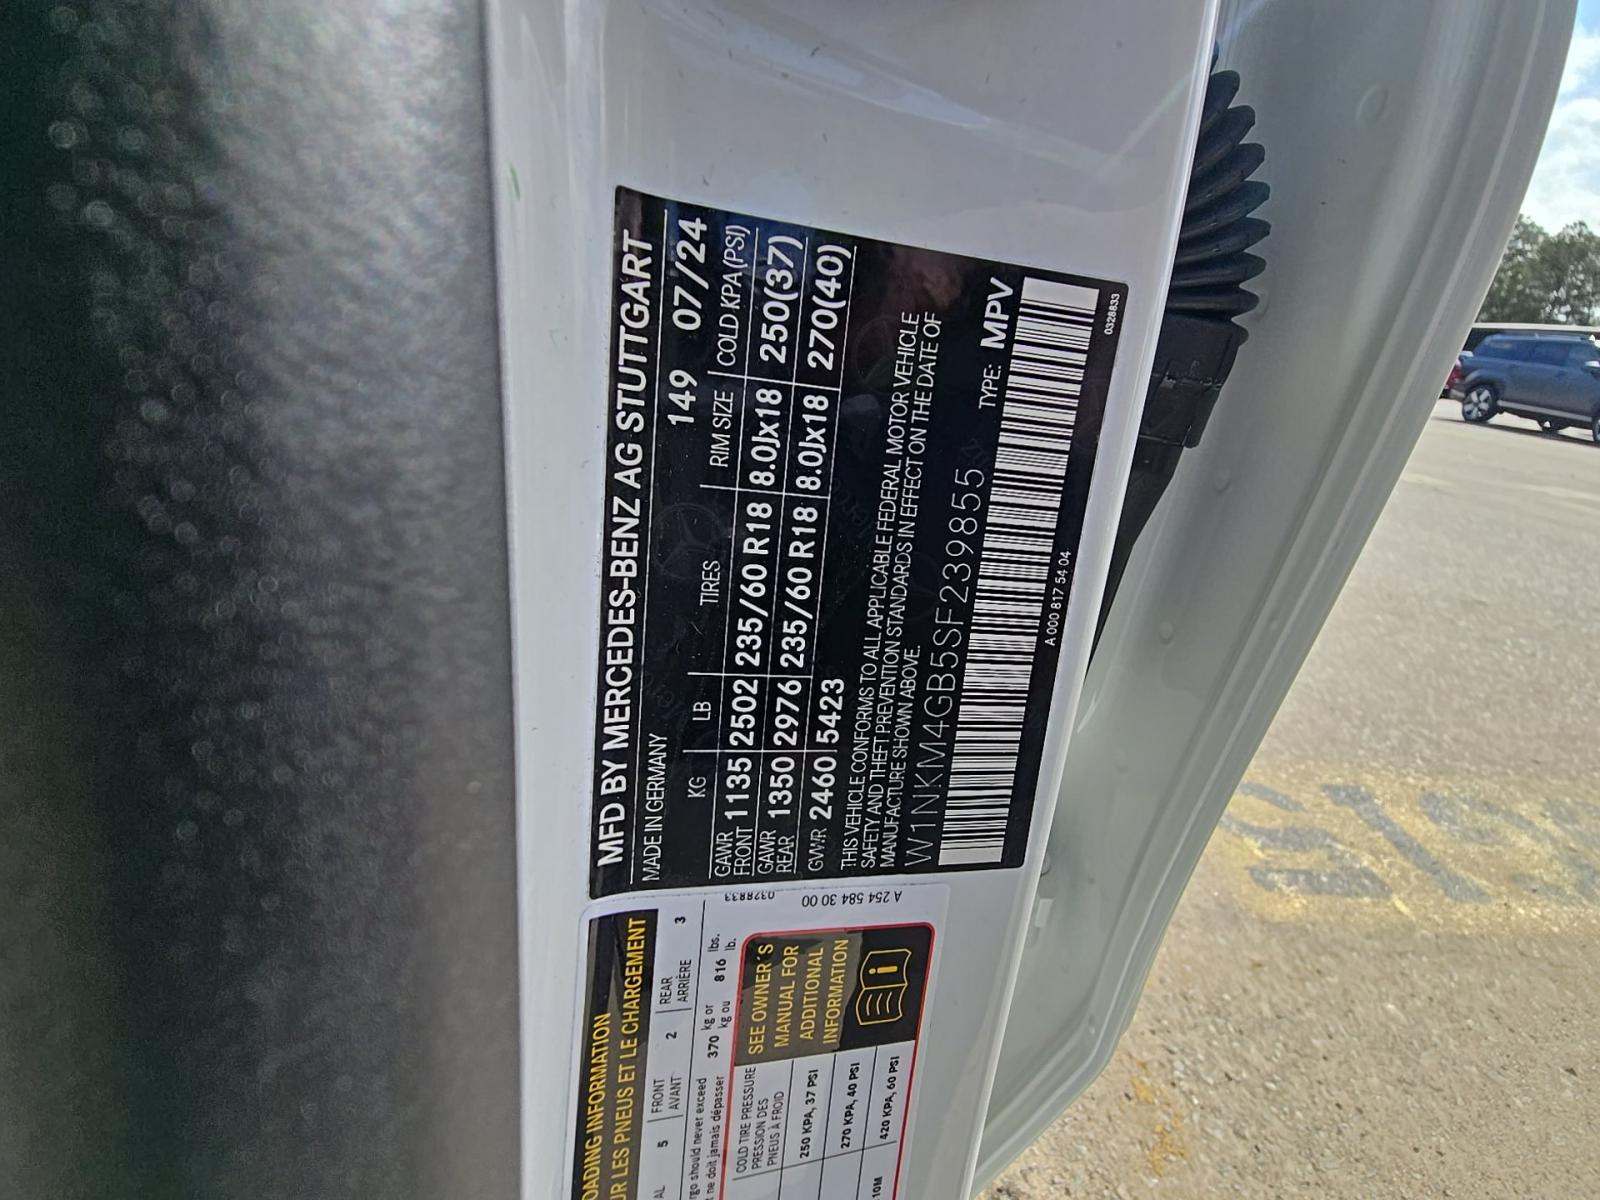 MFD BY MERCEDES-BENZ AG STUTTGART
MADE IN GERMANY 149 07/24
KG LB TIRES RIM SIZE COLD KPA(PSI)
GAWR FRONT 1135 2502 235/60 R18 8.0Jx18 250(37)
GAWR REAR 1350 2976 235/60 R18 8.0Jx18 270(40)
GVWR 2460 5423
THIS VEHICLE CONFORMS TO ALL APPLICABLE FEDERAL MOTOR VEHICLE
SAFETY AND THEFT PREVENTION STANDARDS IN EFFECT ON THE DATE OF
MANUFACTURE SHOWN ABOVE.
W1NKM4GB5SF239855 TYPE: MPV
A 000 817 54 04 0328833
0328833
A 254 584 30 00
OADING INFORMATION
UR LES PNEUS ET LE CHARGEMENT
AL 5 FRONT AVANT 2 REAR ARRIÈRE 3
rgo should never exceed 370 kg or 816 lbs.
t ne doit jamais dépasser kg ou lb.
COLD TIRE PRESSURE
PRESSION DES
PNEUS À FROID
250 KPA, 37 PSI
270 KPA, 40 PSI
10M 420 KPA, 60 PSI
SEE OWNER'S
MANUAL FOR
ADDITIONAL
INFORMATION